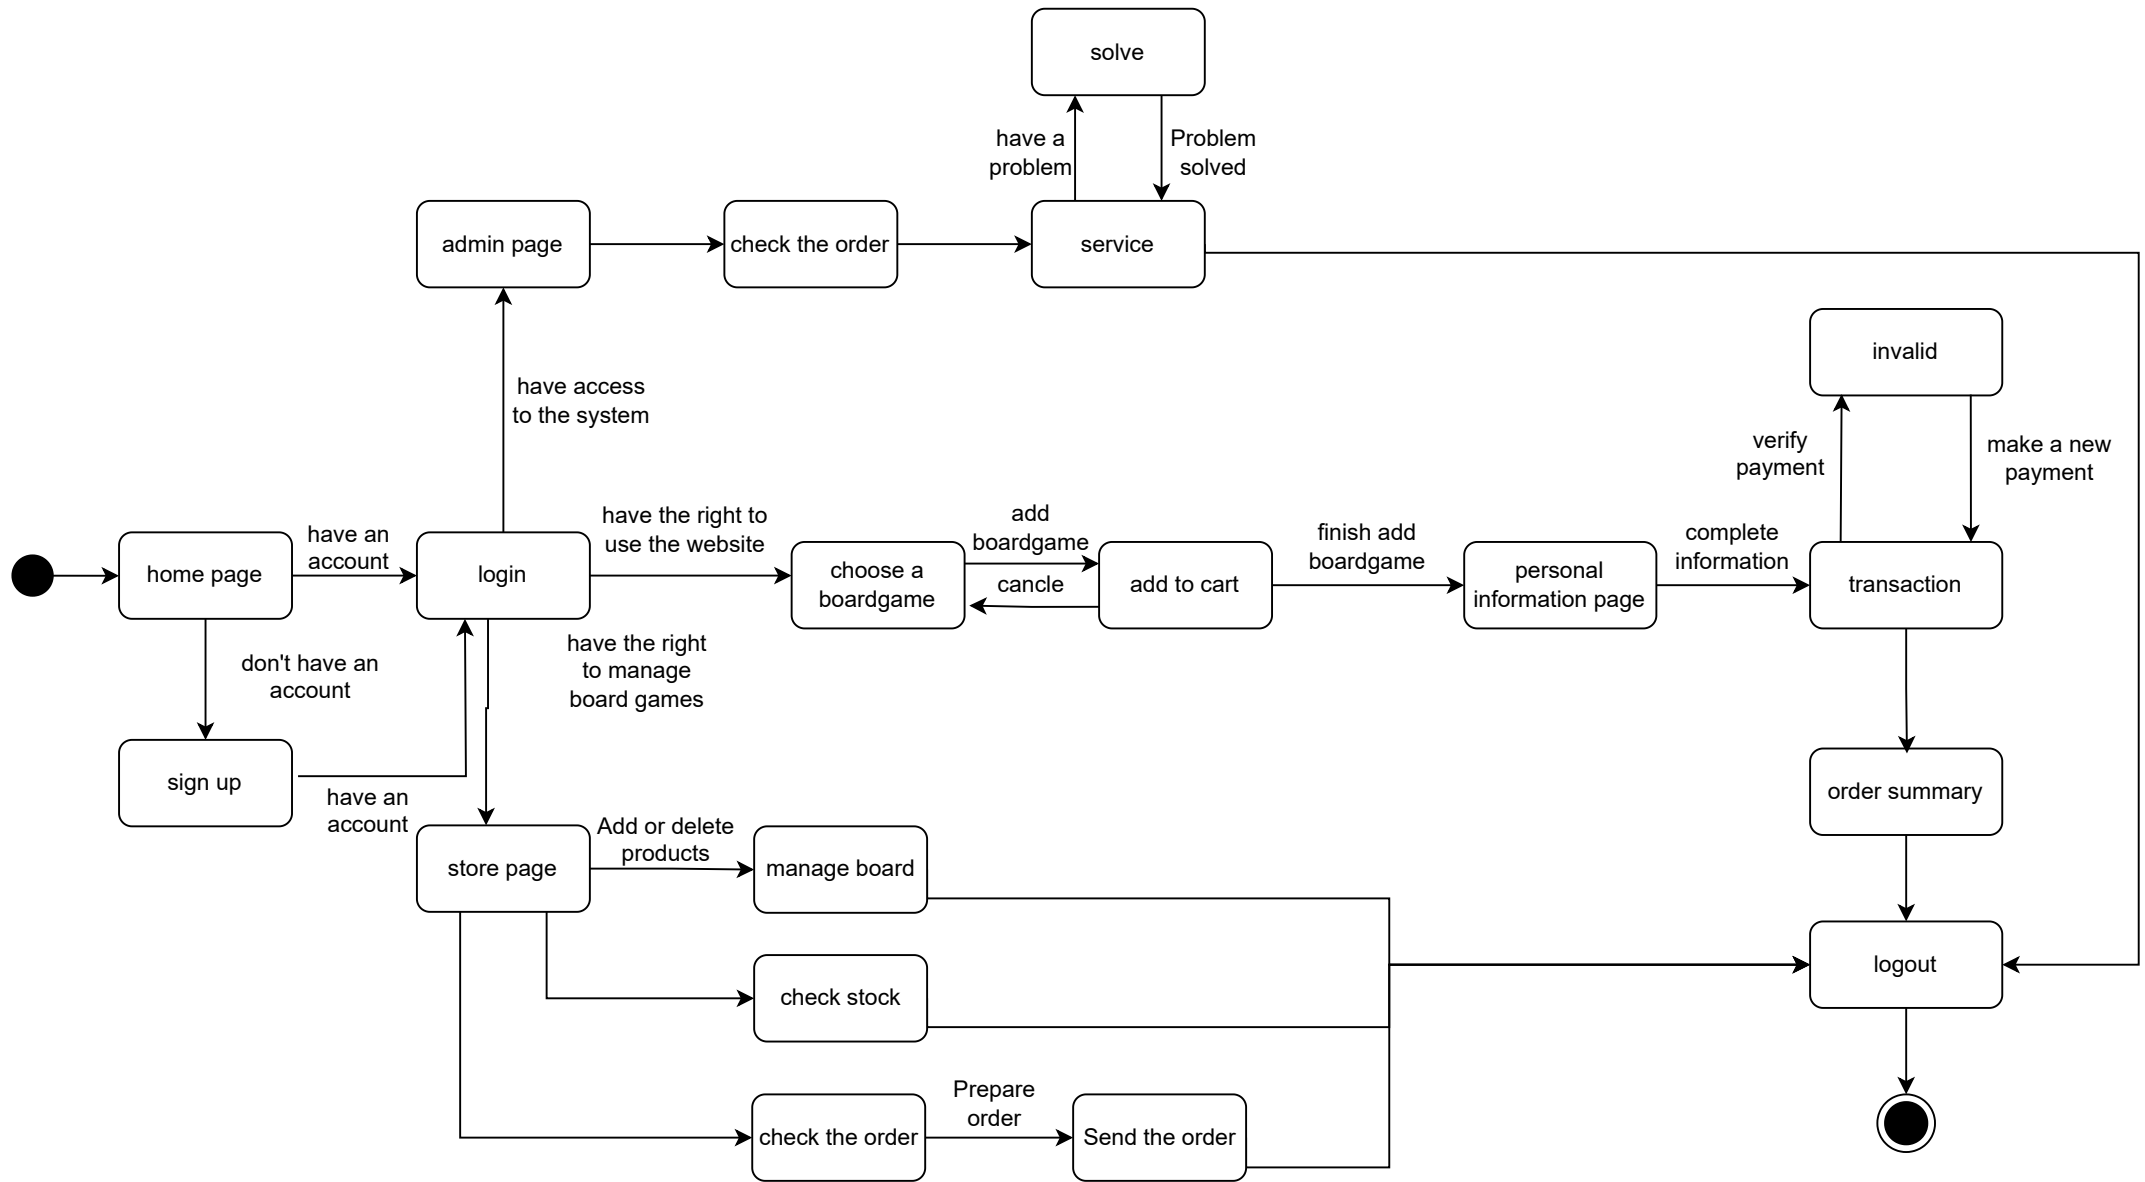 solve
have a
problem
Problem
solved
admin page
check the order
service
have access
to the system
invalid
verify
payment
make a new
payment
home page
have an
account
login
have the right to
use the website
choose a
boardgame
add
boardgame
cancle
add to cart
finish add
boardgame
personal
information page
complete
information
transaction
don't have an
account
have the right
to manage
board games
sign up
have an
account
order summary
store page
Add or delete
products
manage board
check stock
logout
check the order
Prepare
order
Send the order